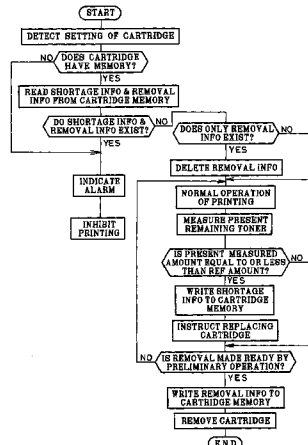 START
DETECT SETTING OF CARTRIDGE
DOES CARTRIDGE
HAVE MEMORY?
NO
YES
READ SHORTAGE INFO & REMOVAL
INFO FROM CARTRIDGE MEMORY
DO SHORTAGE INFO &
REMOVAL INFO EXIST?
NO
YES
INDICATE
ALARM
INHIBIT
PRINTING
DOES ONLY REMOVAL
INFO EXIST?
NO
YES
DELETE REMOVAL INFO
NORMAL OPERATION
OF PRINTING
MEASURE PRESENT
REMAINING TONER
IS PRESENT MEASURED
AMOUNT EQUAL TO OR LESS
THAN REF AMOUNT?
NO
YES
WRITE SHORTAGE
INFO TO CARTRIDGE
MEMORY
INSTRUCT REPLACING
CARTRIDGE
NO
IS REMOVAL MADE READY BY
PRELIMINARY OPERATION?
YES
WRITE REMOVAL INFO TO
CARTRIDGE MEMORY
REMOVE CARTRIDGE
END